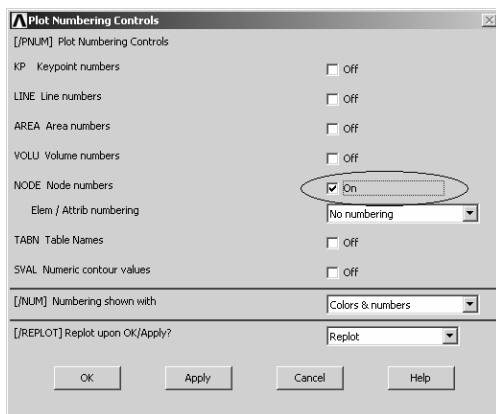 Plot Numbering Controls
[/PNUM] Plot Numbering Controls
KP Keypoint numbers Off
LINE Line numbers Off
AREA Area numbers Off
VOLU Volume numbers Off
NODE Node numbers On
Elem / Attrib numbering No numbering
TABN Table Names Off
SVAL Numeric contour values Off
[/NUM] Numbering shown with Colors & numbers
[/REPLOT] Replot upon OK/Apply? Replot
OK Apply Cancel Help